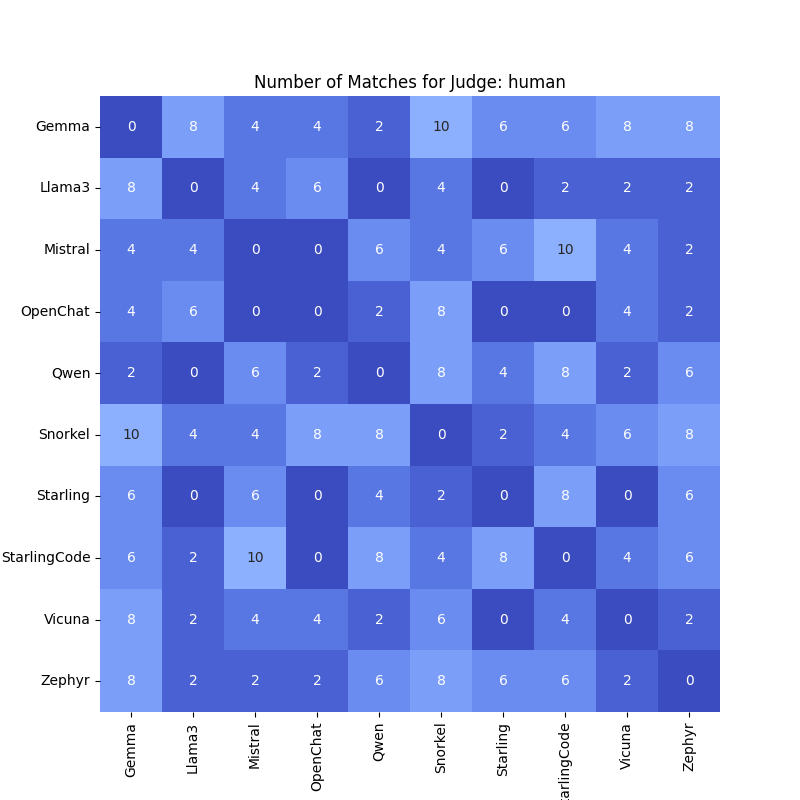 Number of Matches for Judge: human
Gemma 0 8 4 4 2 10 6 6 8 8
Llama3 8 0 4 6 0 4 0 2 2 2
Mistral 4 4 0 0 6 4 6 10 4 2
OpenChat 4 6 0 0 2 8 0 0 4 2
Qwen 2 0 6 2 0 8 4 8 2 6
Snorkel 10 4 4 8 8 0 2 4 6 8
Starling 6 0 6 0 4 2 0 8 0 6
StarlingCode 6 2 10 0 8 4 8 0 4 6
Vicuna 8 2 4 4 2 6 0 4 0 2
Zephyr 8 2 2 2 6 8 6 6 2 0
Gemma Llama3 Mistral OpenChat Qwen Snorkel Starling arlingCode Vicuna Zephyr